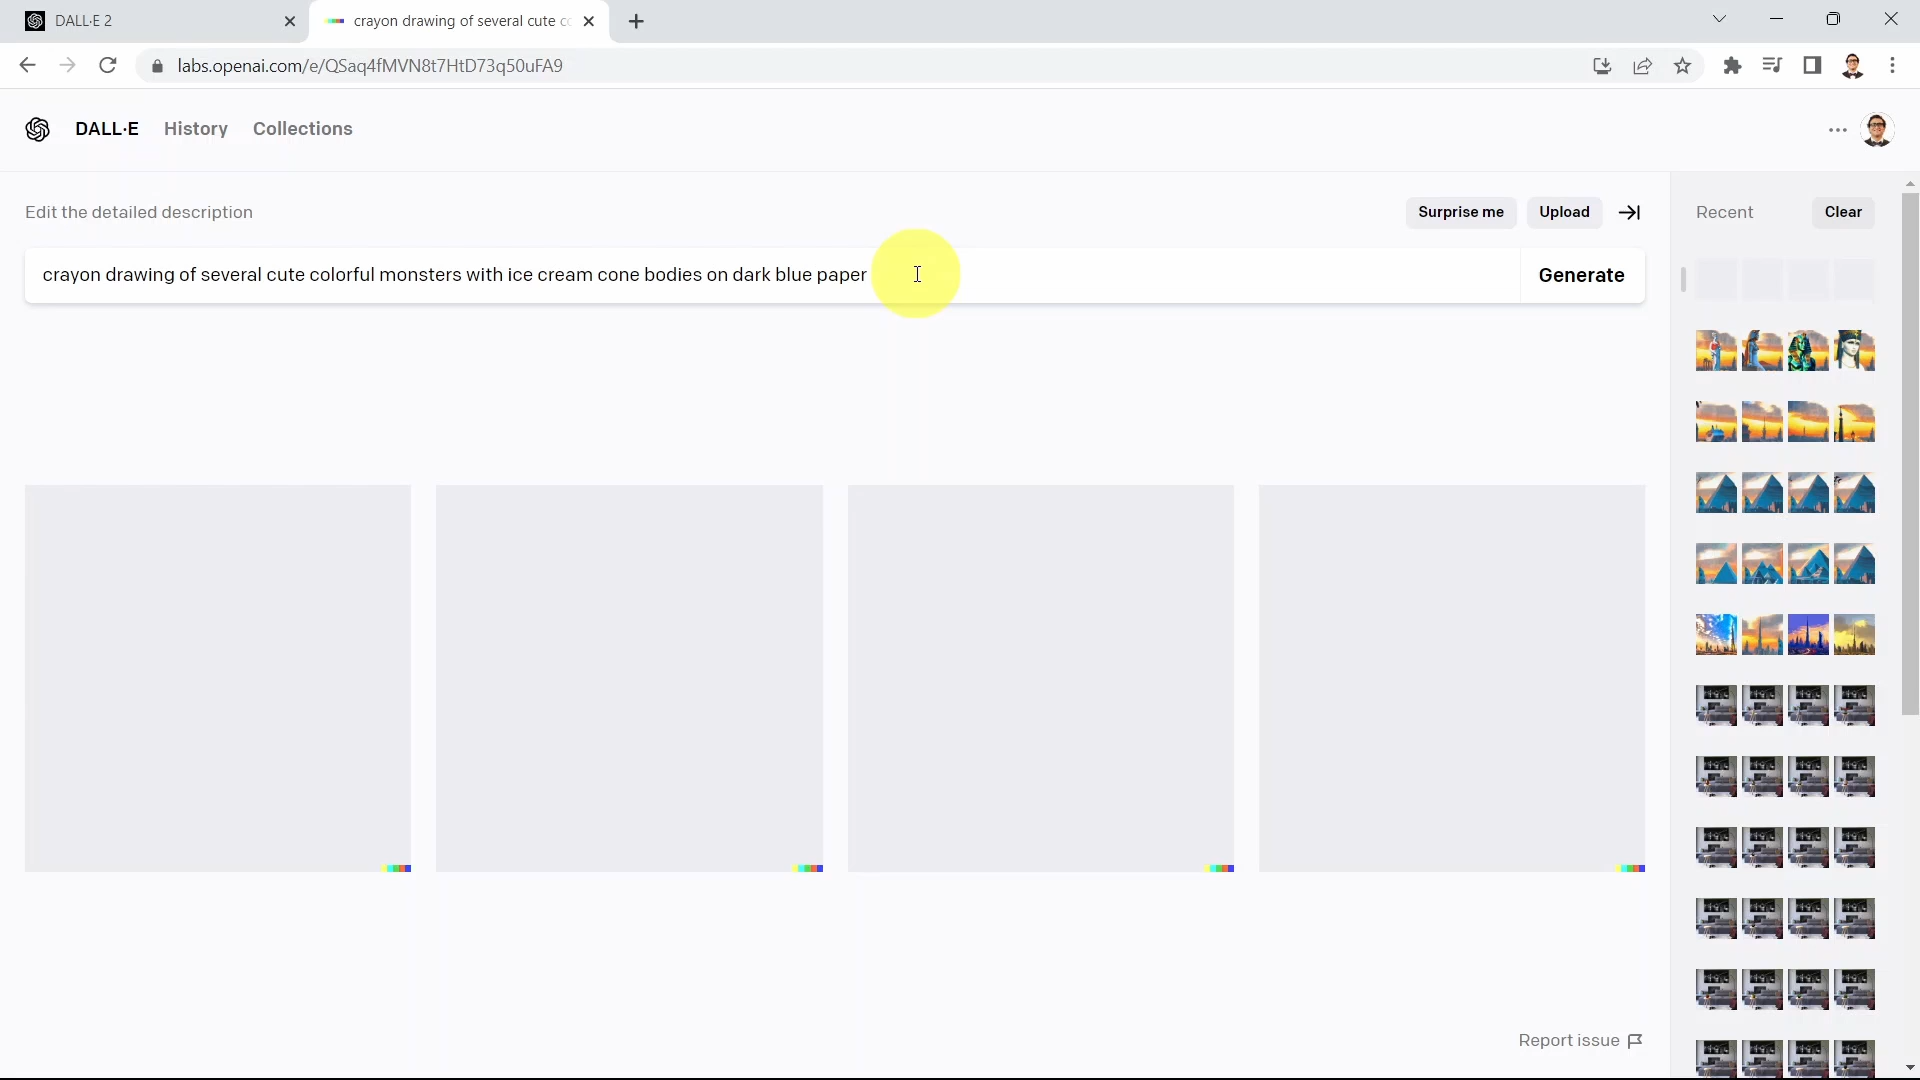 DALL·E 2
crayon drawing of several cute c
labs.openai.com/e/QSaq4fMVN8t7HtD73q50uFA9
DALL·E History Collections
Edit the detailed description
Surprise me Upload
Recent Clear
crayon drawing of several cute colorful monsters with ice cream cone bodies on dark blue paper
Generate
Report issue